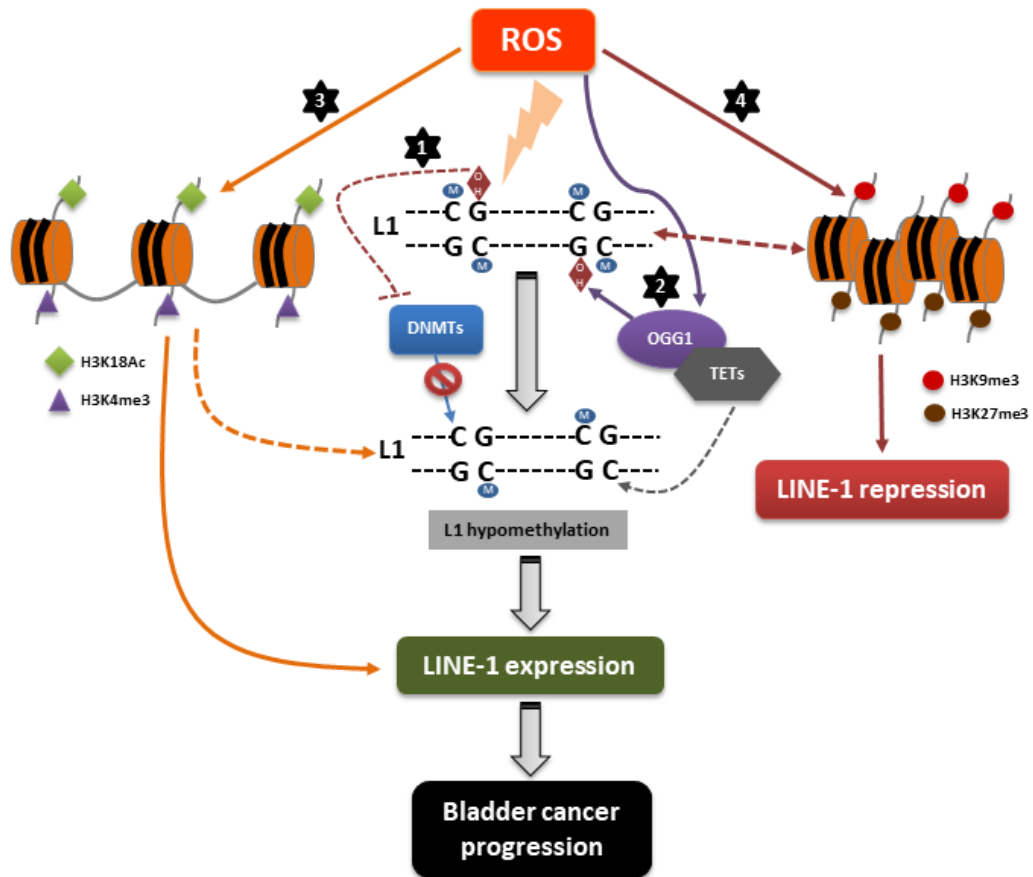 ROS
3
4
1
O
H
M
M
L1
C G
C G
G C
G C
M
O
H
M
2
DNMTs
OGG1
TETs
H3K18Ac
H3K4me3
H3K9me3
H3K27me3
M
L1
C G
C G
G C
G C
M
LINE-1 repression
L1 hypomethylation
LINE-1 expression
Bladder cancer
progression